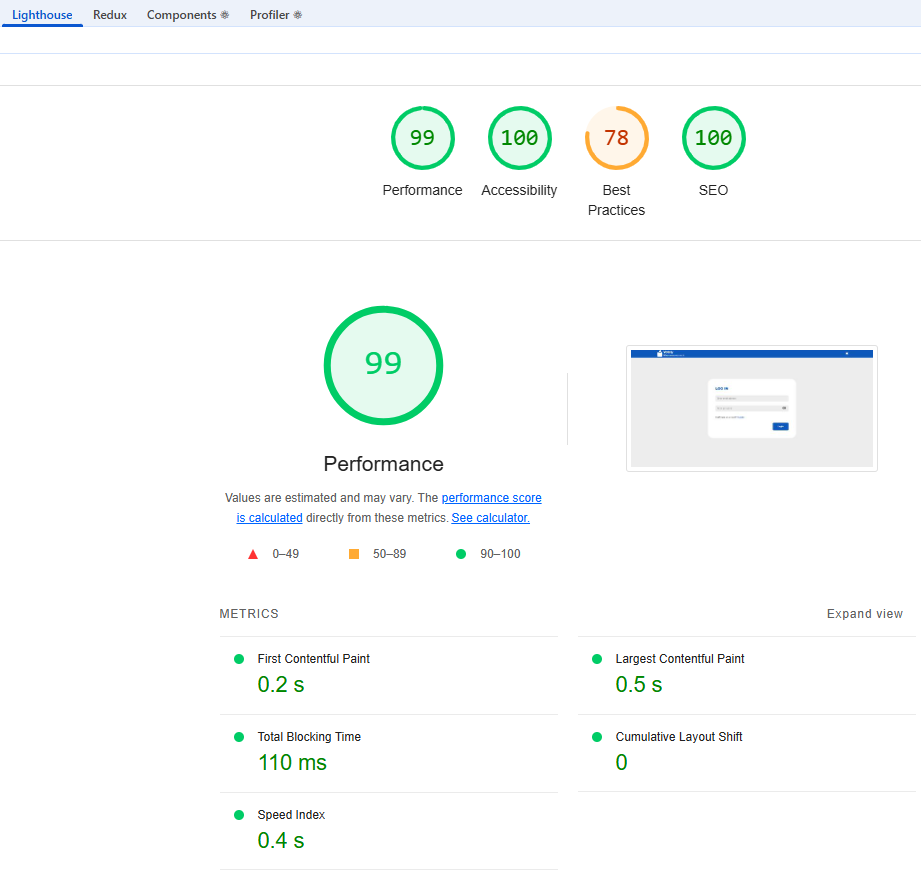 Lighthouse Redux Components ⚛ Profiler ⚛
99 100 78 100
Performance Accessibility Best Practices SEO
99
Performance
Values are estimated and may vary. The performance score
is calculated directly from these metrics. See calculator.
0–49 50–89 90–100
LOG IN
METRICS Expand view
First Contentful Paint
0.2 s
Largest Contentful Paint
0.5 s
Total Blocking Time
110 ms
Cumulative Layout Shift
0
Speed Index
0.4 s